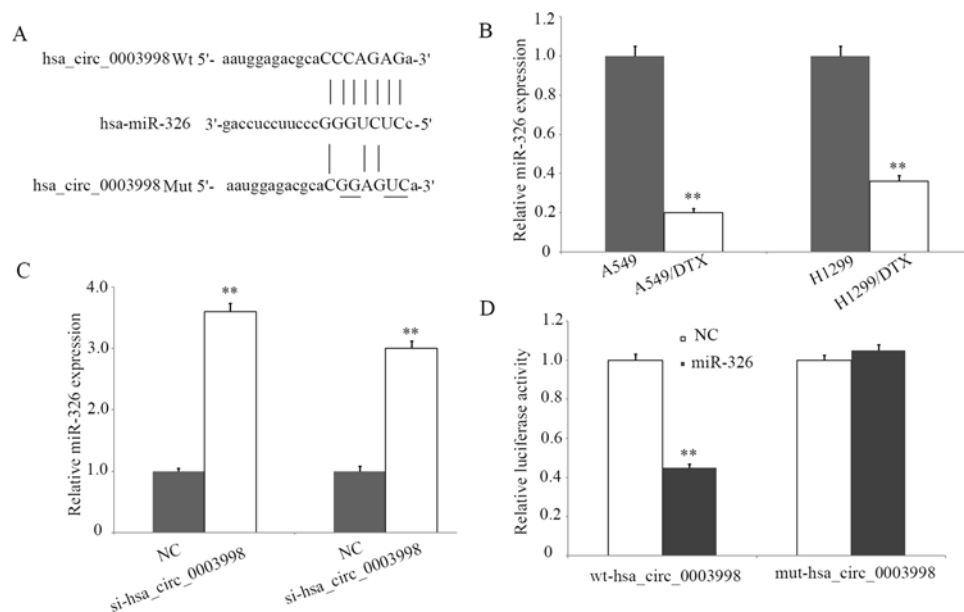 A
hsa_circ_0003998 Wt 5'- aauggagacgcaCCCAGAGa-3'
hsa-miR-326 3'-gaccuccuucccGGGUCUCc-5'
hsa_circ_0003998 Mut 5'- aauggagacgcaCGGAGUCa-3'
B
Relative miR-326 expression
1.2
1.0
0.8
0.6
0.4
0.2
0
**
**
A549
A549/DTX
H1299
H1299/DTX
C
Relative miR-326 expression
4.0
3.0
2.0
1.0
0
**
**
NC
si-hsa_circ_0003998
NC
si-hsa_circ_0003998
D
Relative luciferase activity
1.2
1.0
0.8
0.6
0.4
0.2
0
NC
miR-326
**
wt-hsa_circ_0003998
mut-hsa_circ_0003998